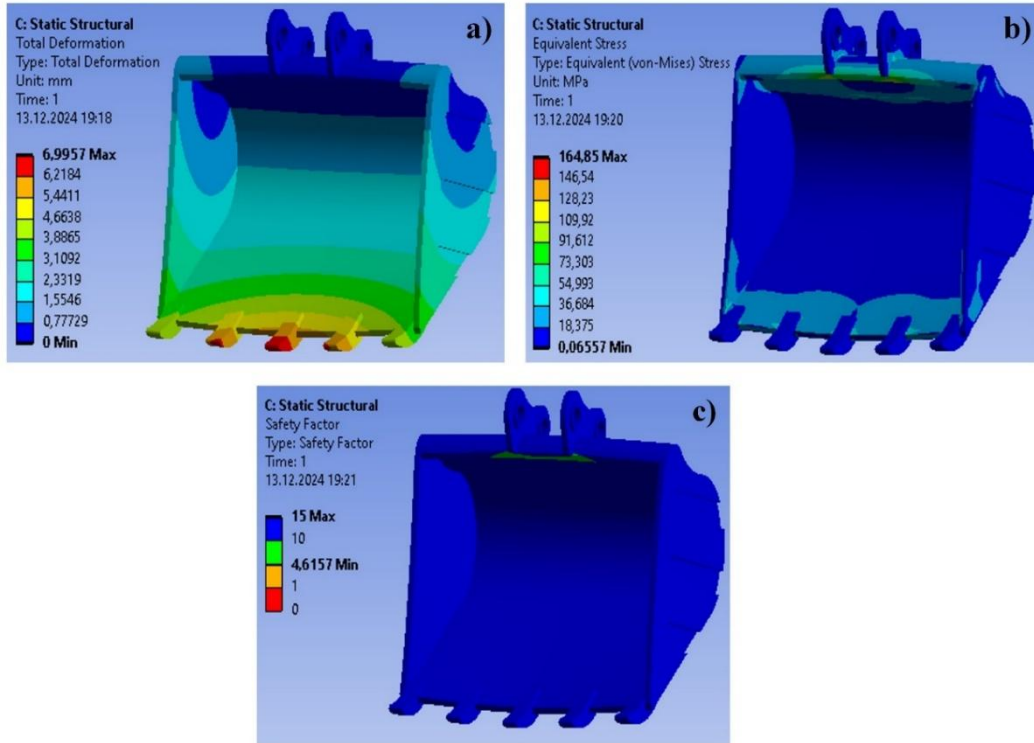 C: Static Structural
Total Deformation
Type: Total Deformation
Unit: mm
Time: 1
13.12.2024 19:18
6,9957 Max
6,2184
5,4411
4,6638
3,8865
3,1092
2,3319
1,5546
0,77729
0 Min
a)
C: Static Structural
Equivalent Stress
Type: Equivalent (von-Mises) Stress
Unit: MPa
Time: 1
13.12.2024 19:20
164,85 Max
146,54
128,23
109,92
91,612
73,303
54,993
36,684
18,375
0,06557 Min
b)
C: Static Structural
Safety Factor
Type: Safety Factor
Time: 1
13.12.2024 19:21
15 Max
10
4,6157 Min
1
0
c)